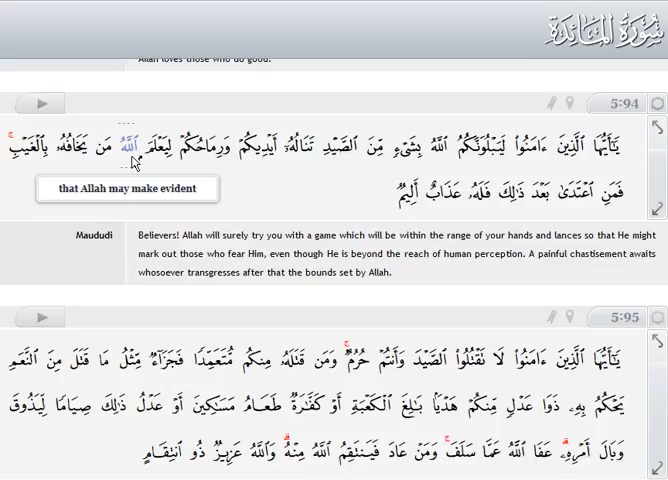 سُورَةُ المَائِدَةِ
Allah loves those who do good.
5:94
يَٰٓأَيُّهَا ٱلَّذِينَ ءَامَنُوا۟ لَيَبْلُوَنَّكُمُ ٱللَّهُ بِشَىْءٍ مِّنَ ٱلصَّيْدِ تَنَالُهُۥٓ أَيْدِيكُمْ وَرِمَاحُكُمْ لِيَعْلَمَ ٱللَّهُ مَن يَخَافُهُۥ بِٱلْغَيْبِ ۚ
that Allah may make evident
فَمَنِ ٱعْتَدَىٰ بَعْدَ ذَٰلِكَ فَلَهُۥ عَذَابٌ أَلِيمٌ
Maududi
Believers! Allah will surely try you with a game which will be within the range of your hands and lances so that He might
mark out those who fear Him, even though He is beyond the reach of human perception. A painful chastisement awaits
whosoever transgresses after that the bounds set by Allah.
5:95
يَٰٓأَيُّهَا ٱلَّذِينَ ءَامَنُوا۟ لَا تَقْتُلُوا۟ ٱلصَّيْدَ وَأَنتُمْ حُرُمٌ ۚ وَمَن قَتَلَهُۥ مِنكُم مُّتَعَمِّدًا فَجَزَآءٌ مِّثْلُ مَا قَتَلَ مِنَ ٱلنَّعَمِ
يَحْكُمُ بِهِۦ ذَوَا عَدْلٍ مِّنكُمْ هَدْيًۢا بَٰلِغَ ٱلْكَعْبَةِ أَوْ كَفَّٰرَةٌ طَعَامُ مَسَٰكِينَ أَوْ عَدْلُ ذَٰلِكَ صِيَامًا لِّيَذُوقَ
وَبَالَ أَمْرِهِۦ ۗ عَفَا ٱللَّهُ عَمَّا سَلَفَ ۚ وَمَنْ عَادَ فَيَنتَقِمُ ٱللَّهُ مِنْهُ ۗ وَٱللَّهُ عَزِيزٌ ذُو ٱنتِقَامٍ